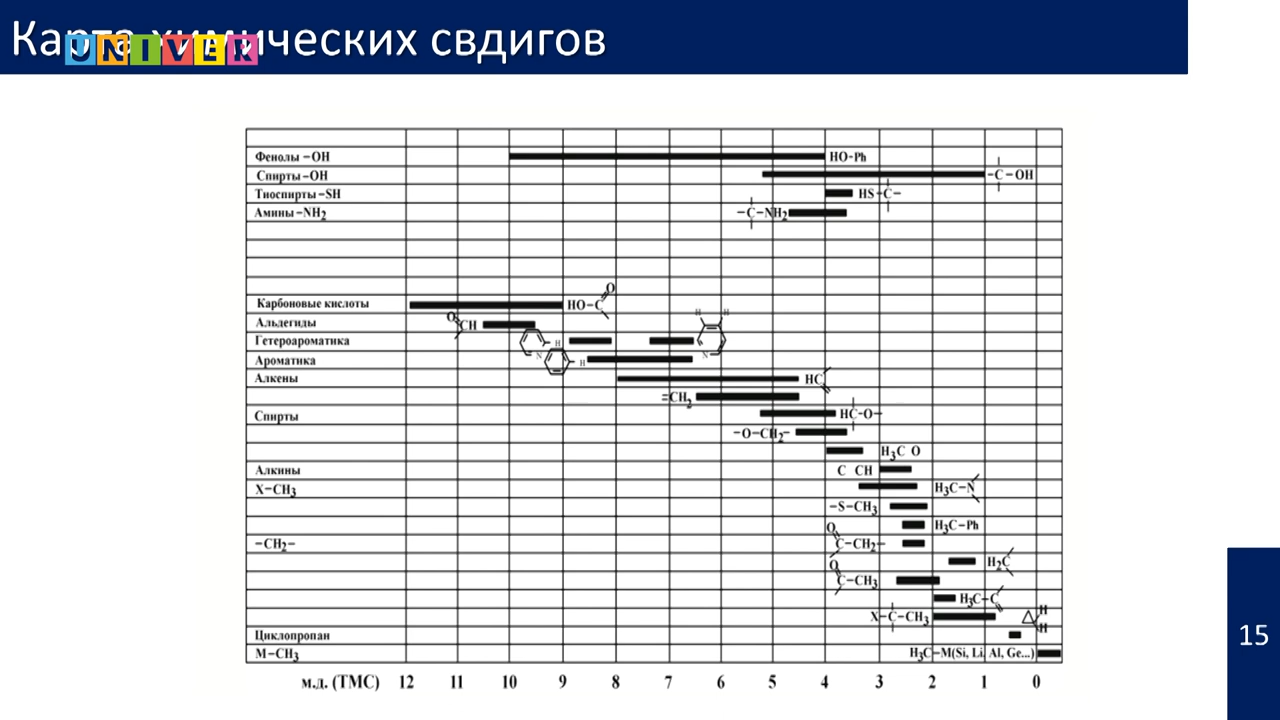 Карта химических свдигов
UNIVER
Фенолы –OH
HO-Ph
Спирты–OH
–C–OH
Тиоспирты–SH
HS–C–
Амины–NH2
–C–NH2
Карбоновые кислоты
HO–C
O
Альдегиды
O
CH
Гетероароматика
H
N
H H
N
Ароматика
H
Алкены
HC
=CH2
Спирты
HC–O–
–O–CH2–
H3C O
Алкины
C CH
X–CH3
H3C–N
–S–CH3
H3C–Ph
–CH2–
O
C–CH2–
H2C
O
C–CH3
H3C–C
X–C–CH3
H
H
Циклопропан
M–CH3
H3C–M(Si, Li, Al, Ge...)
м.д. (ТМС) 12 11 10 9 8 7 6 5 4 3 2 1 0
15